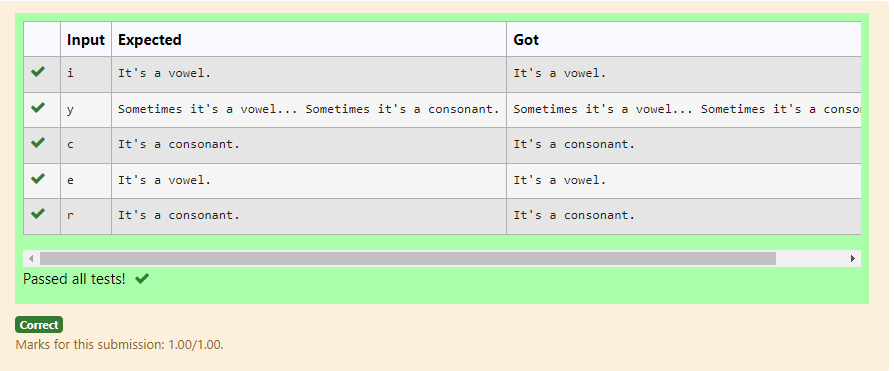 Input Expected Got
i It's a vowel. It's a vowel.
y Sometimes it's a vowel... Sometimes it's a consonant. Sometimes it's a vowel... Sometimes it's a
c It's a consonant. It's a consonant.
e It's a vowel. It's a vowel.
r It's a consonant. It's a consonant.
Passed all tests!
Correct
Marks for this submission: 1.00/1.00.